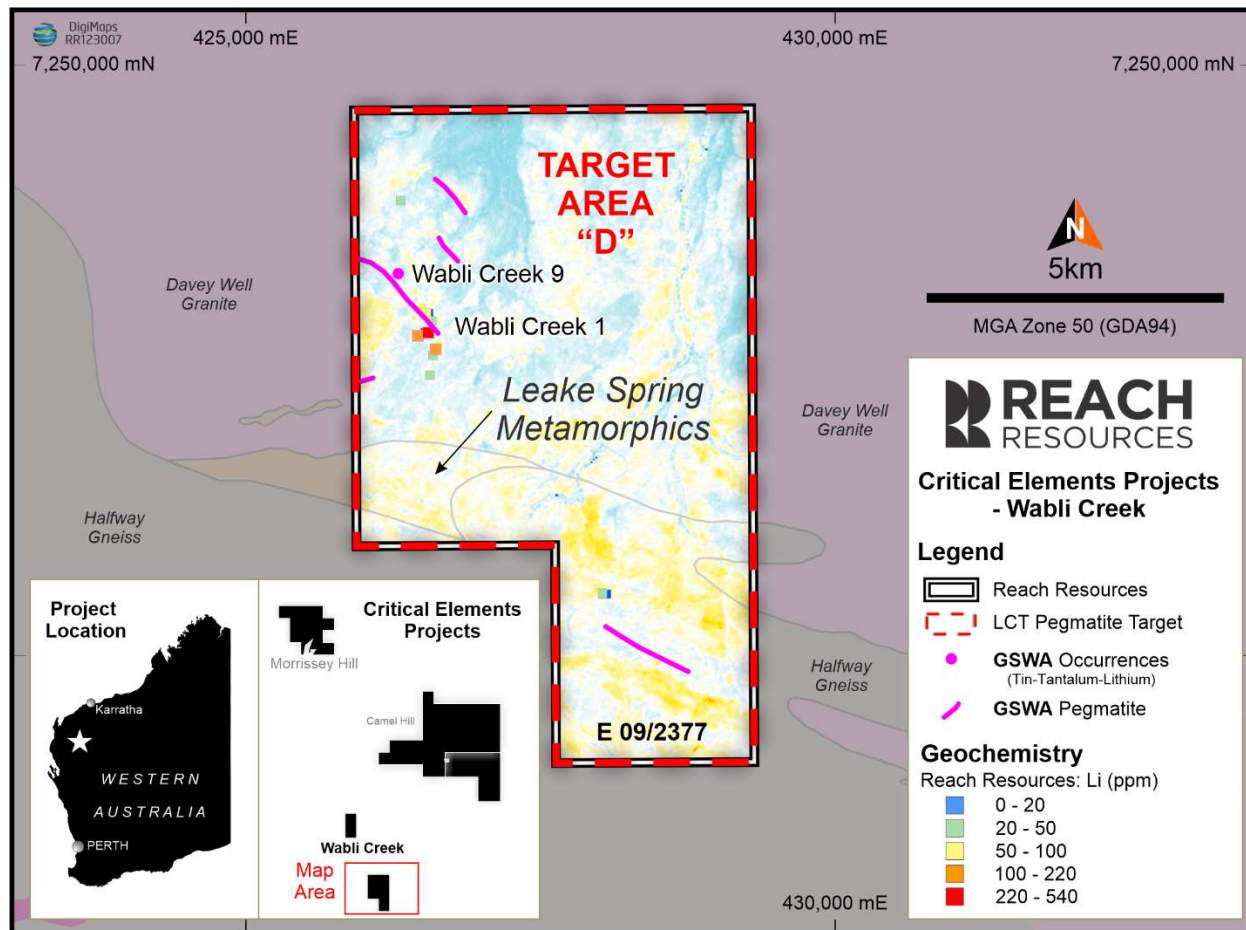 DigiMaps
RR123007
425,000 mE
430,000 mE
7,250,000 mN
7,250,000 mN
TARGET
AREA
“D”
Wabli Creek 9
Wabli Creek 1
Leake Spring
Metamorphics
E 09/2377
Davey Well
Granite
Davey Well
Granite
Halfway
Gneiss
Halfway
Gneiss
430,000 mE
N
5km
MGA Zone 50 (GDA94)
REACH
RESOURCES
Critical Elements Projects
- Wabli Creek
Legend
Reach Resources
LCT Pegmatite Target
GSWA Occurrences
(Tin-Tantalum-Lithium)
GSWA Pegmatite
Geochemistry
Reach Resources: Li (ppm)
0 - 20
20 - 50
50 - 100
100 - 220
220 - 540
Project
Location
Karratha
WESTERN
AUSTRALIA
PERTH
Critical Elements
Projects
Morrissey Hill
Camel Hill
Wabli Creek
Map
Area